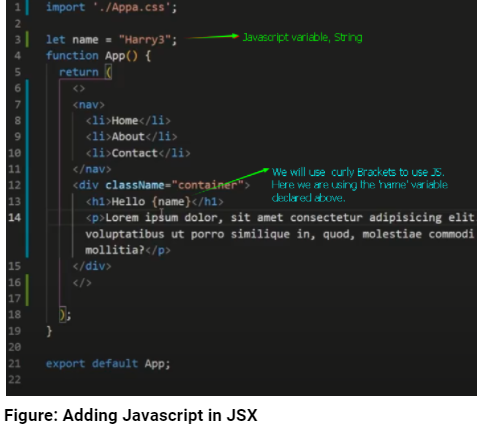 1 import './Appa.css';
2
3 let name = "Harry3"; Javascript variable, String
4 function App() {
5 return (
6 <>
7 <nav>
8 <li>Home</li>
9 <li>About</li>
10 <li>Contact</li>
11 </nav>
We will use curly Brackets to use JS.
12 <div className="container">
Here we are using the 'name' variable
declared above.
13 <h1>Hello {name}</h1>
14 <p>Lorem ipsum dolor, sit amet consectetur adipisicing elit
voluptatibus ut porro similique in, quod, molestiae commodi
mollitia?</p>
15 </div>
16 </>
17
18 );
19 }
20
21 export default App;
22
Figure: Adding Javascript in JSX